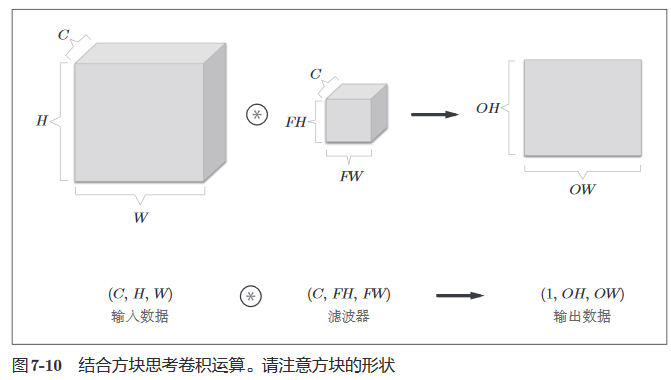 C
H
W
⊛
C
FH
FW
OH
OW
(C, H, W)
⊛
(C, FH, FW)
(1, OH, OW)
输入数据
滤波器
输出数据
图7-10 结合方块思考卷积运算。请注意方块的形状